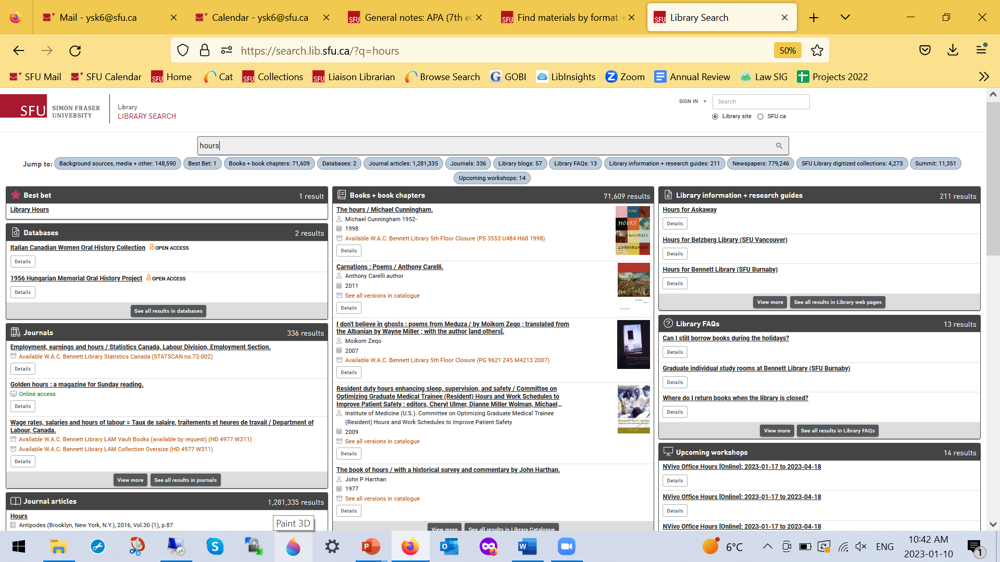 Mail - ysk6@sfu.ca
Calendar - ysk6@sfu.ca
General notes: APA (7th ed
Find materials by format +
Library Search
https://search.lib.sfu.ca/?q=hours
50%
SFU Mail
SFU Calendar
Home
Cat
Collections
Liaison Librarian
Browse Search
GOBI
LibInsights
Zoom
Annual Review
Law SIG
Projects 2022
SFU
SIMON FRASER
UNIVERSITY
Library
LIBRARY SEARCH
SIGN IN
Search
Library site
SFU.ca
hours
Jump to:
Background sources, media + other: 148,590
Best Bet: 1
Books + book chapters: 71,609
Databases: 2
Journal articles: 1,281,335
Journals: 336
Library blogs: 57
Library FAQs: 13
Library information + research guides: 211
Newspapers: 779,246
SFU Library digitized collections: 4,273
Summit: 11,351
Upcoming workshops: 14
Best bet
1 result
Library Hours
Databases
2 results
Italian Canadian Women Oral History Collection OPEN ACCESS
Details
1956 Hungarian Memorial Oral History Project OPEN ACCESS
Details
See all results in databases
Journals
336 results
Employment, earnings and hours / Statistics Canada, Labour Division, Employment Section.
Available W.A.C. Bennett Library Statistics Canada (STATSCAN no.72-002)
Details
Golden hours : a magazine for Sunday reading.
Online access
Details
Wage rates, salaries and hours of labour = Taux de salaire, traitements et heures de travail / Department of
Labour, Canada.
Available W.A.C. Bennett Library LAM Vault Books (available by request) (HD 4977 W311)
Available W.A.C. Bennett Library LAM Collection Oversize (HD 4977 W311)
Details
View more
See all results in journals
Journal articles
1,281,335 results
Hours
Antipodes (Brooklyn, New York, N.Y.), 2016, Vol.30 (1), p.87
Paint 3D
Books + book chapters
71,609 results
The hours / Michael Cunningham.
Michael Cunningham 1952-
1998
Available W.A.C. Bennett Library 5th Floor Closure (PS 3553 U484 H68 1998)
Details
THE
HOURS
MICHAEL
CUNNINGHAM
Carnations : Poems / Anthony Carelli.
Anthony Carelli author
2011
See all versions in catalogue
Details
I don't believe in ghosts : poems from Meduza / by Moikom Zeqo ; translated from
the Albanian by Wayne Miller ; with the author [and others].
Moikom Zeqo
2007
Available W.A.C. Bennett Library 5th Floor Closure (PG 9621 Z45 M4213 2007)
Details
Resident duty hours enhancing sleep, supervision, and safety / Committee on
Optimizing Graduate Medical Trainee (Resident) Hours and Work Schedules to
Improve Patient Safety ; editors, Cheryl Ulmer, Dianne Miller Wolman, Michael...
Institute of Medicine (U.S.). Committee on Optimizing Graduate Medical Trainee
(Resident) Hours and Work Schedules to Improve Patient Safety
2009
See all versions in catalogue
Details
RESIDENT DUTY HOURS
The book of hours / with a historical survey and commentary by John Harthan.
John P Harthan
1977
See all versions in catalogue
Details
View more
See all results in Library Catalogue
Library information + research guides
211 results
Hours for Askaway
Details
Hours for Belzberg Library (SFU Vancouver)
Details
Hours for Bennett Library (SFU Burnaby)
Details
View more
See all results in Library web pages
Library FAQs
13 results
Can I still borrow books during the holidays?
Details
Graduate individual study rooms at Bennett Library (SFU Burnaby)
Details
Where do I return books when the library is closed?
Details
View more
See all results in Library FAQs
Upcoming workshops
14 results
NVivo Office Hours [Online]: 2023-01-17 to 2023-04-18
Details
NVivo Office Hours [Online]: 2023-01-17 to 2023-04-18
Details
NVivo Office Hours [Online]: 2023-01-17 to 2023-04-18
6°C
ENG
10:42 AM
2023-01-10
1